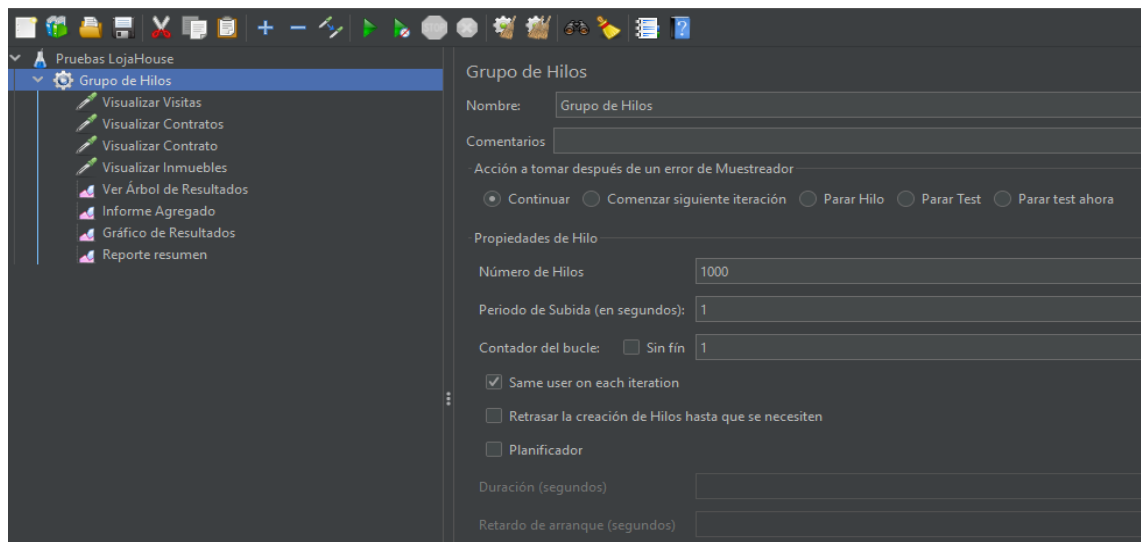 STOP
Pruebas LojaHouse
Grupo de Hilos
Visualizar Visitas
Visualizar Contratos
Visualizar Contrato
Visualizar Inmuebles
Ver Árbol de Resultados
Informe Agregado
Gráfico de Resultados
Reporte resumen
Grupo de Hilos
Nombre: Grupo de Hilos
Comentarios
Acción a tomar después de un error de Muestreador
Continuar Comenzar siguiente iteración Parar Hilo Parar Test Parar test ahora
Propiedades de Hilo
Número de Hilos 1000
Periodo de Subida (en segundos): 1
Contador del bucle: Sin fín 1
Same user on each iteration
Retrasar la creación de Hilos hasta que se necesiten
Planificador
Duración (segundos)
Retardo de arranque (segundos)